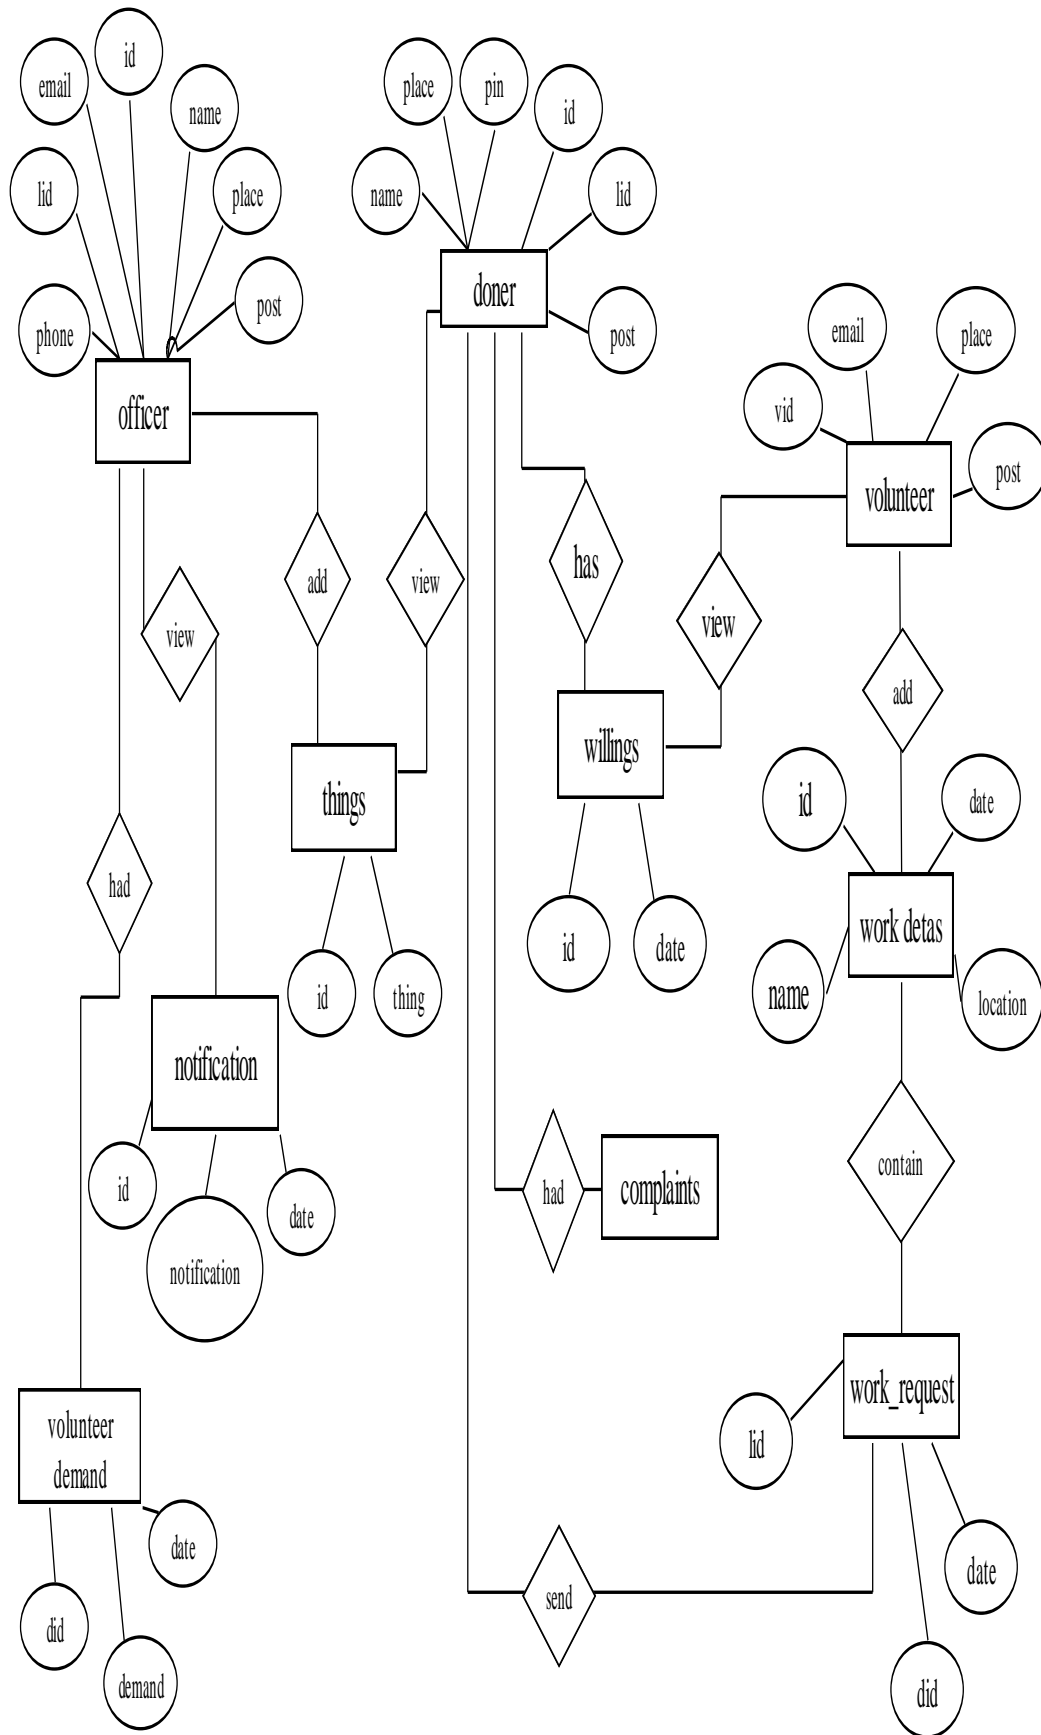 id
email
name
lid
place
phone
post
officer
place
pin
id
name
lid
doner
post
email
place
vid
post
volunteer
add
view
has
view
view
add
willings
things
id
date
had
work detas
id
date
name
location
id
thing
notification
id
date
notification
contain
had
complaints
volunteer
demand
work_request
lid
date
date
send
did
demand
did